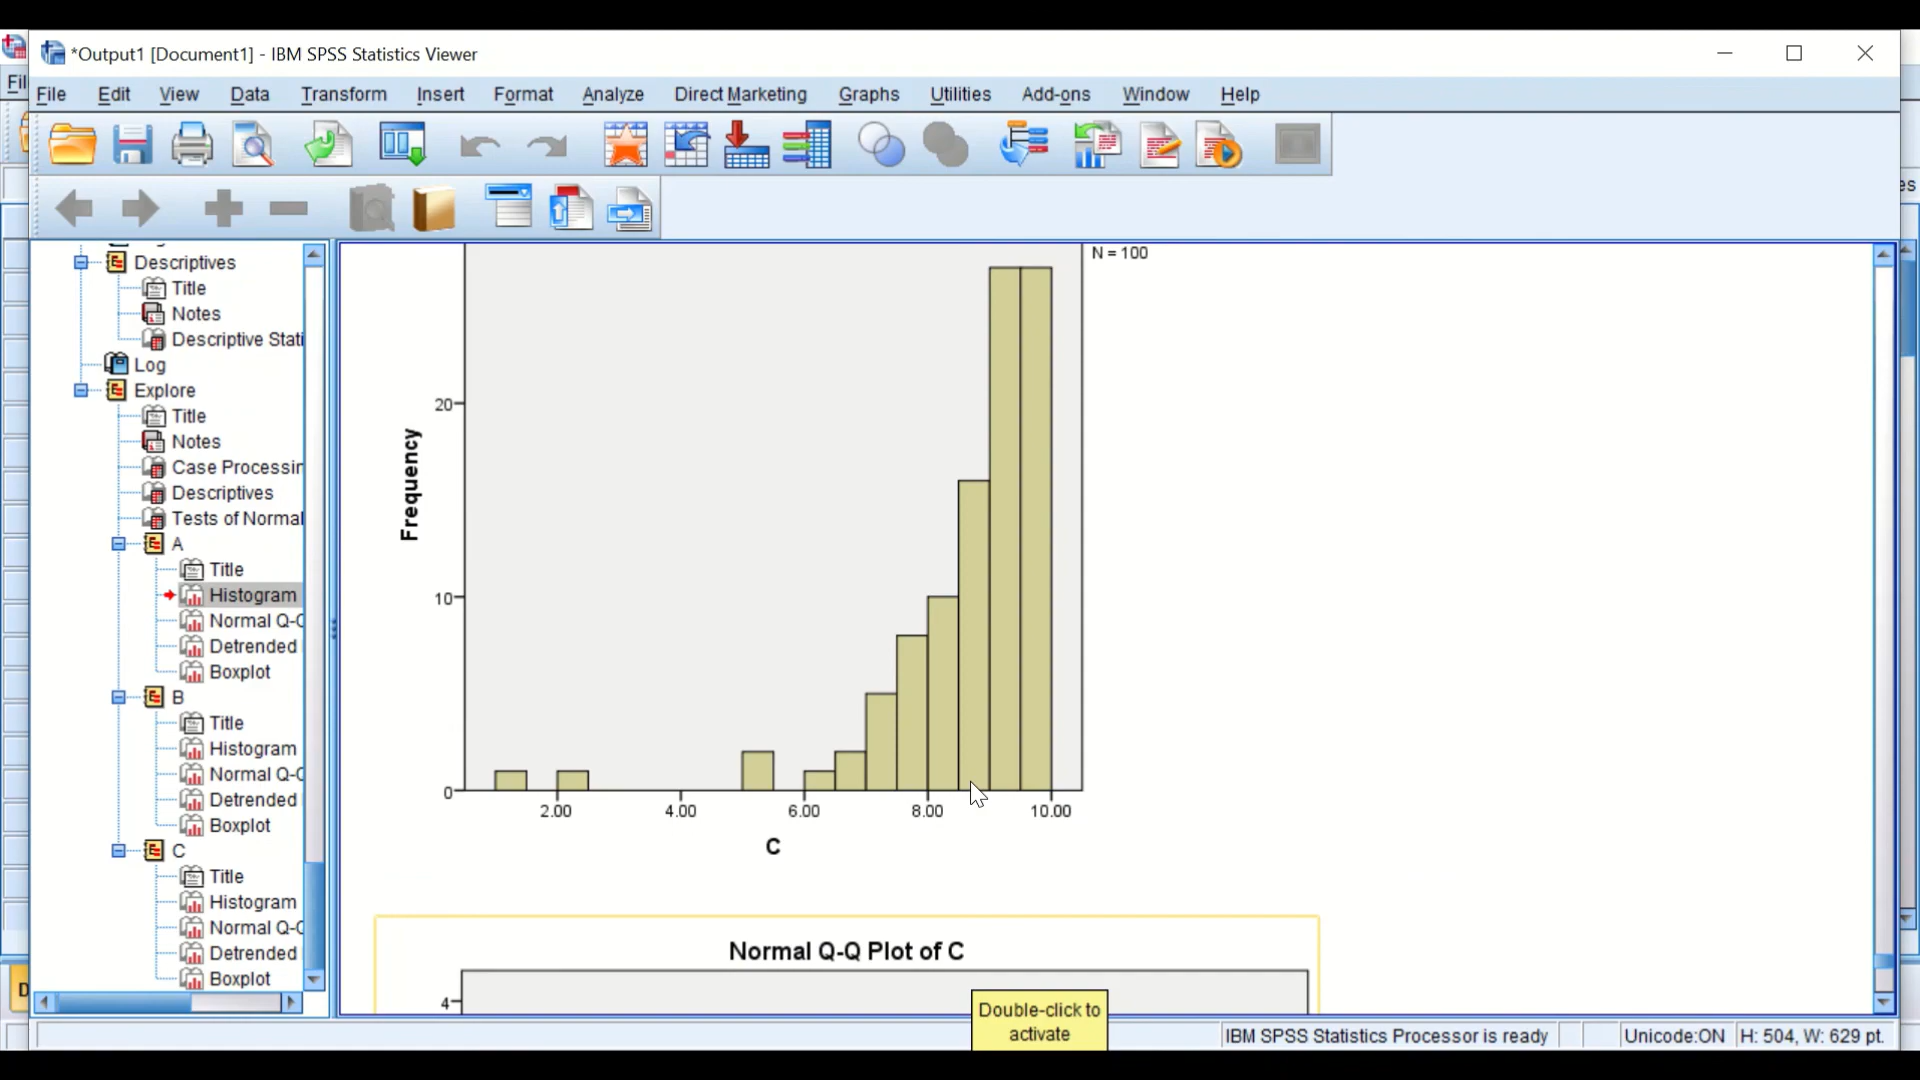 *Output1 [Document1] - IBM SPSS Statistics Viewer
File Edit View Data Transform Insert Format Analyze Direct Marketing Graphs Utilities Add-ons Window Help
Descriptives
Title
Notes
Descriptive Stati
Log
Explore
Title
Notes
Case Processin
Descriptives
Tests of Normal
A
Title
Histogram
Normal Q-Q
Detrended
Boxplot
B
Title
Histogram
Normal Q-Q
Detrended
Boxplot
C
Title
Histogram
Normal Q-Q
Detrended
Boxplot
N = 100
Frequency
20
10
0
2.00 4.00 6.00 8.00 10.00
C
Normal Q-Q Plot of C
4
Double-click to
activate
IBM SPSS Statistics Processor is ready Unicode:ON H: 504, W: 629 pt.